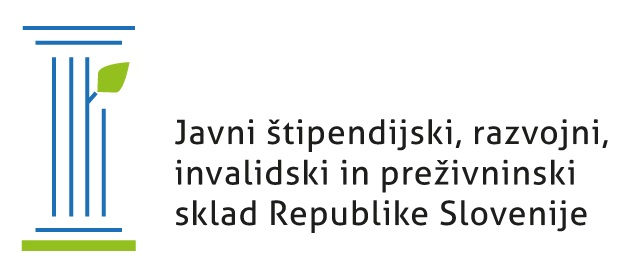 Javni štipendijski, razvojni,
invalidski in preživninski
sklad Republike Slovenije